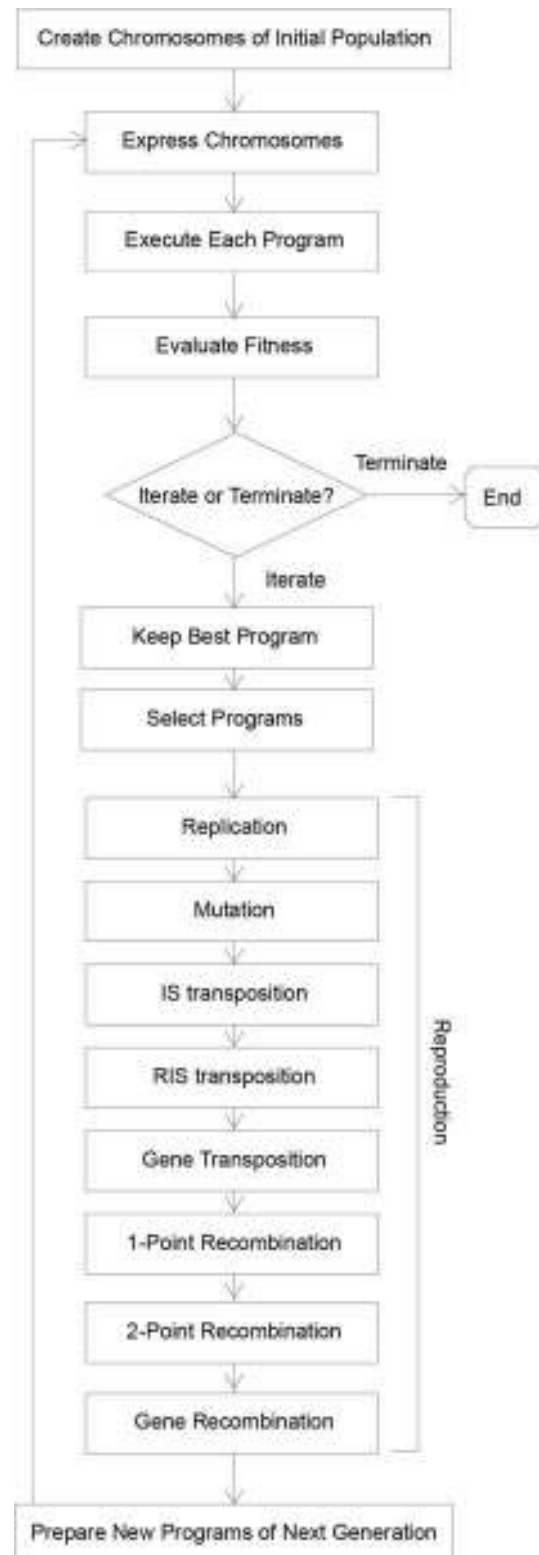 Create Chromosomes of Initial Population
Express Chromosomes
Execute Each Program
Evaluate Fitness
Iterate or Terminate?
Terminate
End
Iterate
Keep Best Program
Select Programs
Replication
Mutation
IS transposition
RIS transposition
Gene Transposition
1-Point Recombination
2-Point Recombination
Gene Recombination
Reproduction
Prepare New Programs of Next Generation